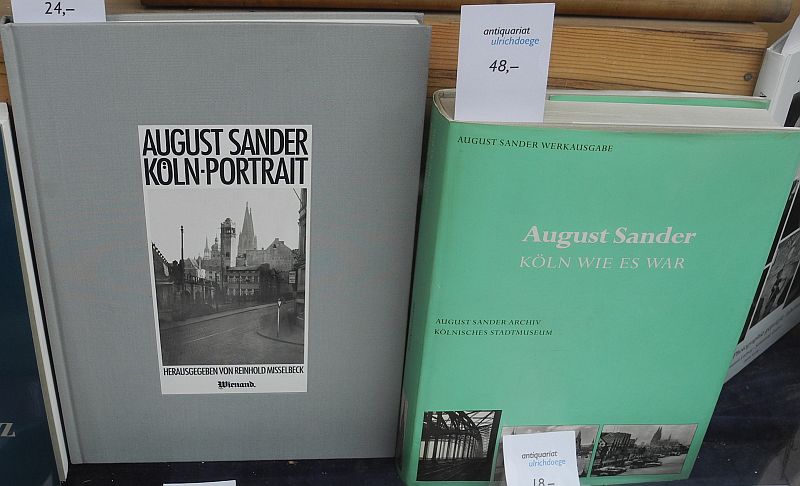 24,–
AUGUST SANDER
KÖLN-PORTRAIT
HERAUSGEGEBEN VON REINHOLD MISSELBECK
Wienand.
antiquariat
ulrichdoege
48,–
AUGUST SANDER WERKAUSGABE
August Sander
KÖLN WIE ES WAR
AUGUST SANDER ARCHIV
KÖLNISCHES STADTMUSEUM
antiquariat
ulrichdoege
18,–
Z